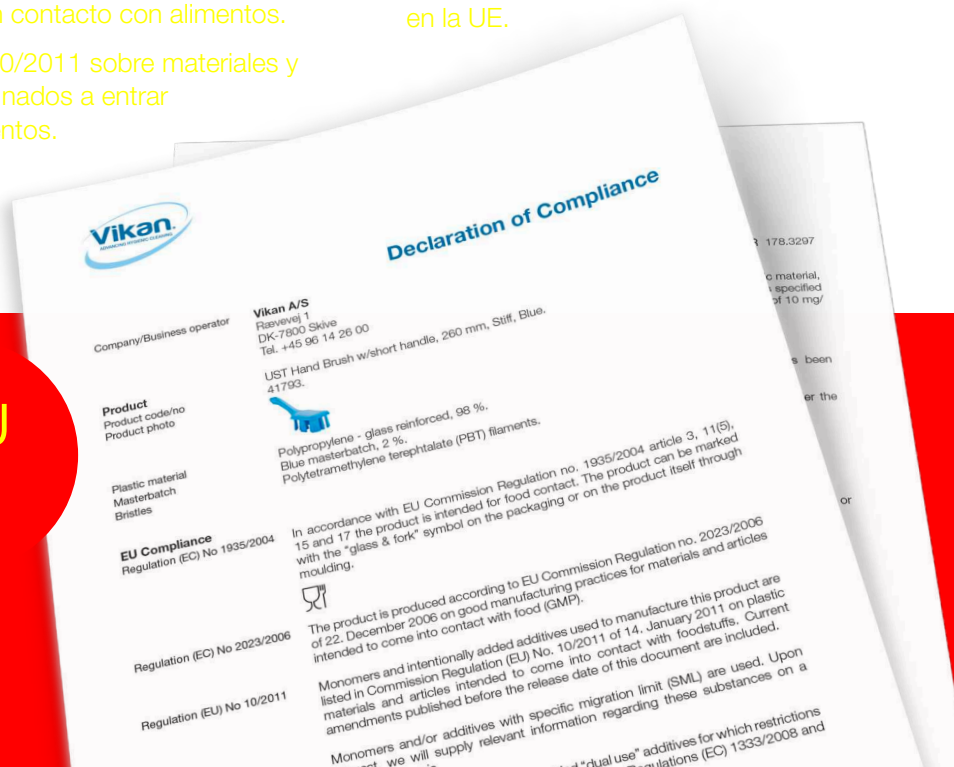 contacto con alimentos.
0/2011 sobre materiales y
nados a entrar
ntos.
en la UE.
U
Vikan
ADVANCING HYGIENIC CLEANING
Declaration of Compliance
Company/Business operator
Vikan A/S
Rævevej 1
DK-7800 Skive
Tel. +45 96 14 26 00
Product
Product code/no
Product photo
UST Hand Brush w/short handle, 260 mm, Stiff, Blue.
41793.
Plastic material
Masterbatch
Bristles
Polypropylene - glass reinforced, 98 %.
Blue masterbatch, 2 %.
Polytetramethylene terephtalate (PBT) filaments.
EU Compliance
Regulation (EC) No 1935/2004
In accordance with EU Commission Regulation no. 1935/2004 article 3, 11(5),
15 and 17 the product is intended for food contact. The product can be marked
with the "glass & fork" symbol on the packaging or on the product itself through
moulding.
Regulation (EC) No 2023/2006
The product is produced according to EU Commission Regulation no. 2023/2006
of 22. December 2006 on good manufacturing practices for materials and articles
intended to come into contact with food (GMP).
Regulation (EU) No 10/2011
Monomers and intentionally added additives used to manufacture this product are
listed in Commission Regulation (EU) No. 10/2011 of 14. January 2011 on plastic
materials and articles intended to come into contact with foodstuffs. Current
amendments published before the release date of this document are included.
Monomers and/or additives with specific migration limit (SML) are used. Upon
we will supply relevant information regarding these substances on a
"dual use" additives for which restrictions
(EC) 1333/2008 and
178.3297
material,
specified
of 10 mg/
been
er the
or